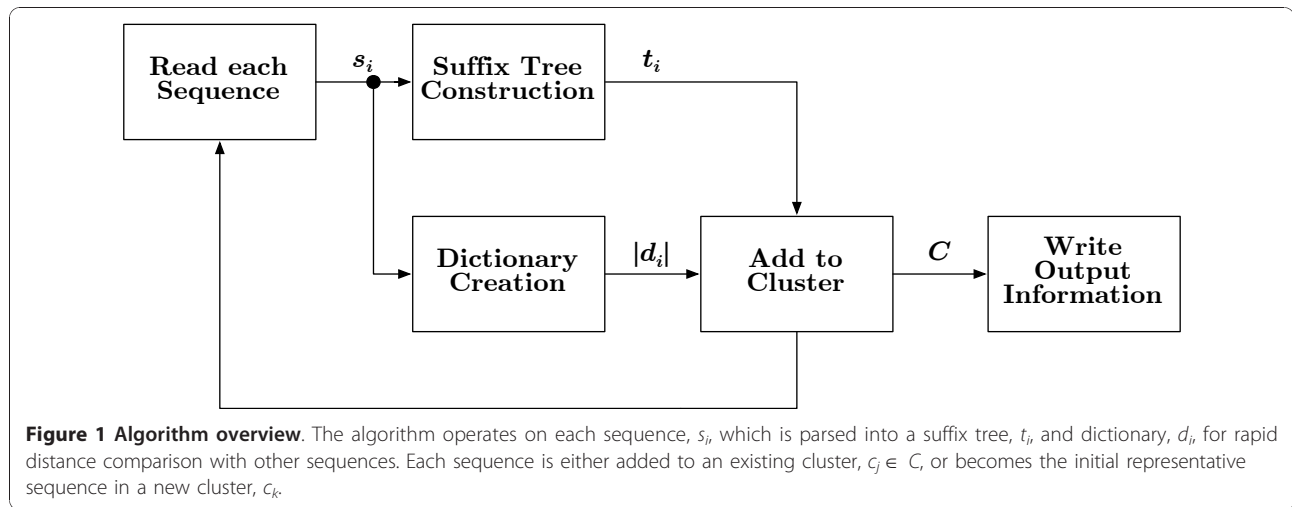 Read each
Sequence
s_i
Suffix Tree
Construction
t_i
Dictionary
Creation
|d_i|
Add to
Cluster
C
Write
Output
Information
Figure 1 Algorithm overview. The algorithm operates on each sequence, s_i, which is parsed into a suffix tree, t_i, and dictionary, d_i, for rapid
distance comparison with other sequences. Each sequence is either added to an existing cluster, c_j ∈ C, or becomes the initial representative
sequence in a new cluster, c_k.